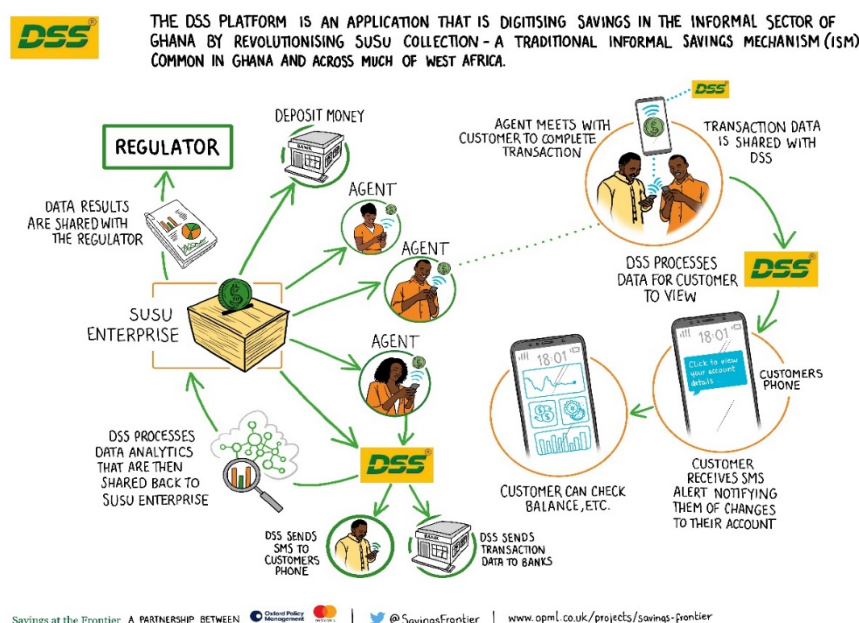 DSS®
THE DSS PLATFORM IS AN APPLICATION THAT IS DIGITISING SAVINGS IN THE INFORMAL SECTOR OF
GHANA BY REVOLUTIONISING SUSU COLLECTION - A TRADITIONAL INFORMAL SAVINGS MECHANISM (ISM)
COMMON IN GHANA AND ACROSS MUCH OF WEST AFRICA.
REGULATOR
DATA RESULTS
ARE SHARED WITH
THE REGULATOR
DEPOSIT MONEY
BANK
AGENT
AGENT
AGENT
SUSU
ENTERPRISE
DSS PROCESSES
DATA ANALYTICS
THAT ARE THEN
SHARED BACK TO
SUSU ENTERPRISE
DSS®
DSS SENDS
SMS TO
CUSTOMERS
PHONE
BANK
DSS SENDS
TRANSACTION
DATA TO BANKS
AGENT MEETS WITH
CUSTOMER TO COMPLETE
TRANSACTION
DSS®
TRANSACTION DATA
IS SHARED WITH
DSS
DSS PROCESSES
DATA FOR CUSTOMER
TO VIEW
DSS®
18:01
Click to view
your account
details
CUSTOMERS
PHONE
CUSTOMER
RECEIVES SMS
ALERT NOTIFYING
THEM OF CHANGES
TO THEIR ACCOUNT
18:01
CUSTOMER CAN CHECK
BALANCE, ETC.
Savings at the Frontier A PARTNERSHIP BETWEEN Oxford Policy Management | @SavingsFrontier | www.opml.co.uk/projects/savings-frontier